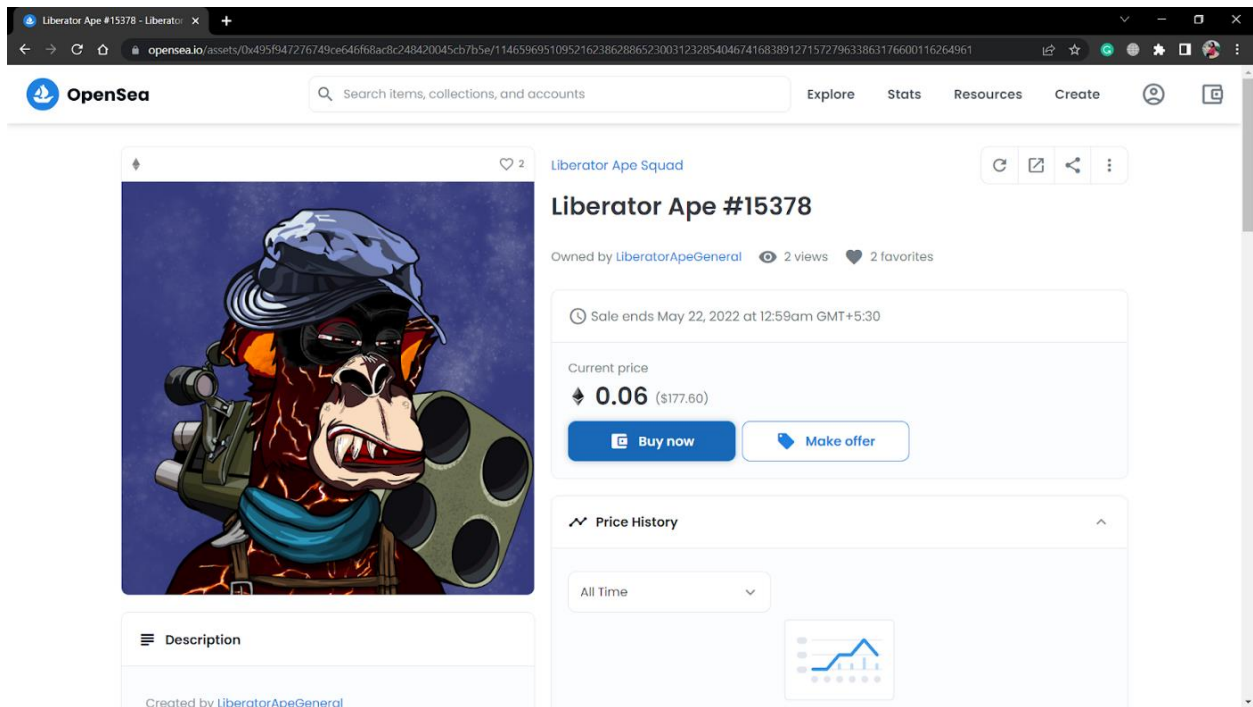 Liberator Ape #15378 - Liberator
opensea.io/assets/0x495f947276749ce646f68ac8c248420045cb7b5e/
OpenSea
Search items, collections, and accounts
Explore
Stats
Resources
Create
2
Liberator Ape Squad
Liberator Ape #15378
Owned by LiberatorApeGeneral 2 views 2 favorites
Sale ends May 22, 2022 at 12:59am GMT+5:30
Current price
0.06 ($177.60)
Buy now
Make offer
Price History
All Time
Description
Created by LiberatorApeGeneral